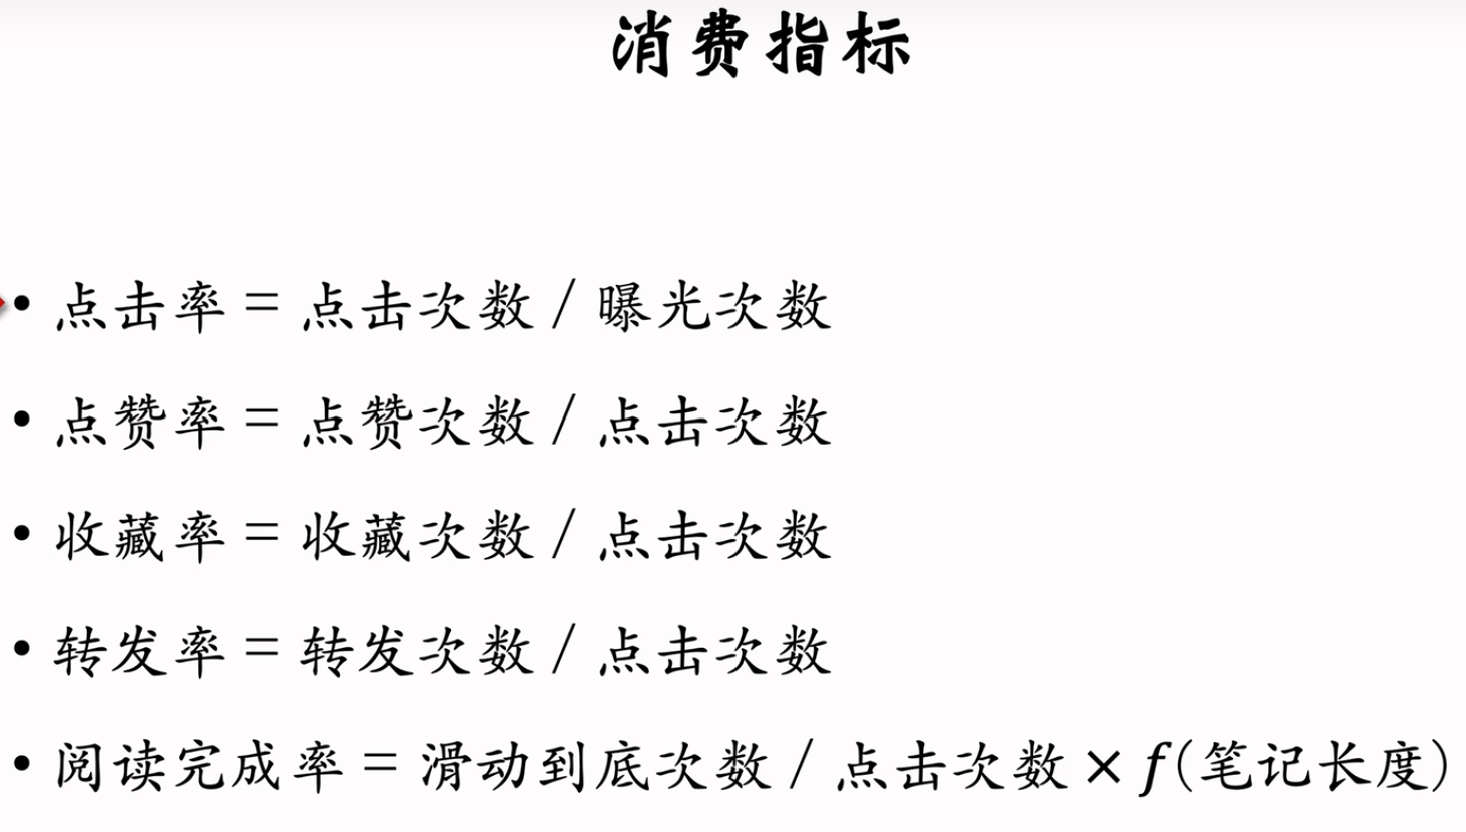 消费指标
• 点击率 = 点击次数 / 曝光次数
• 点赞率 = 点赞次数 / 点击次数
• 收藏率 = 收藏次数 / 点击次数
• 转发率 = 转发次数 / 点击次数
• 阅读完成率 = 滑动到底次数 / 点击次数 × f(笔记长度)